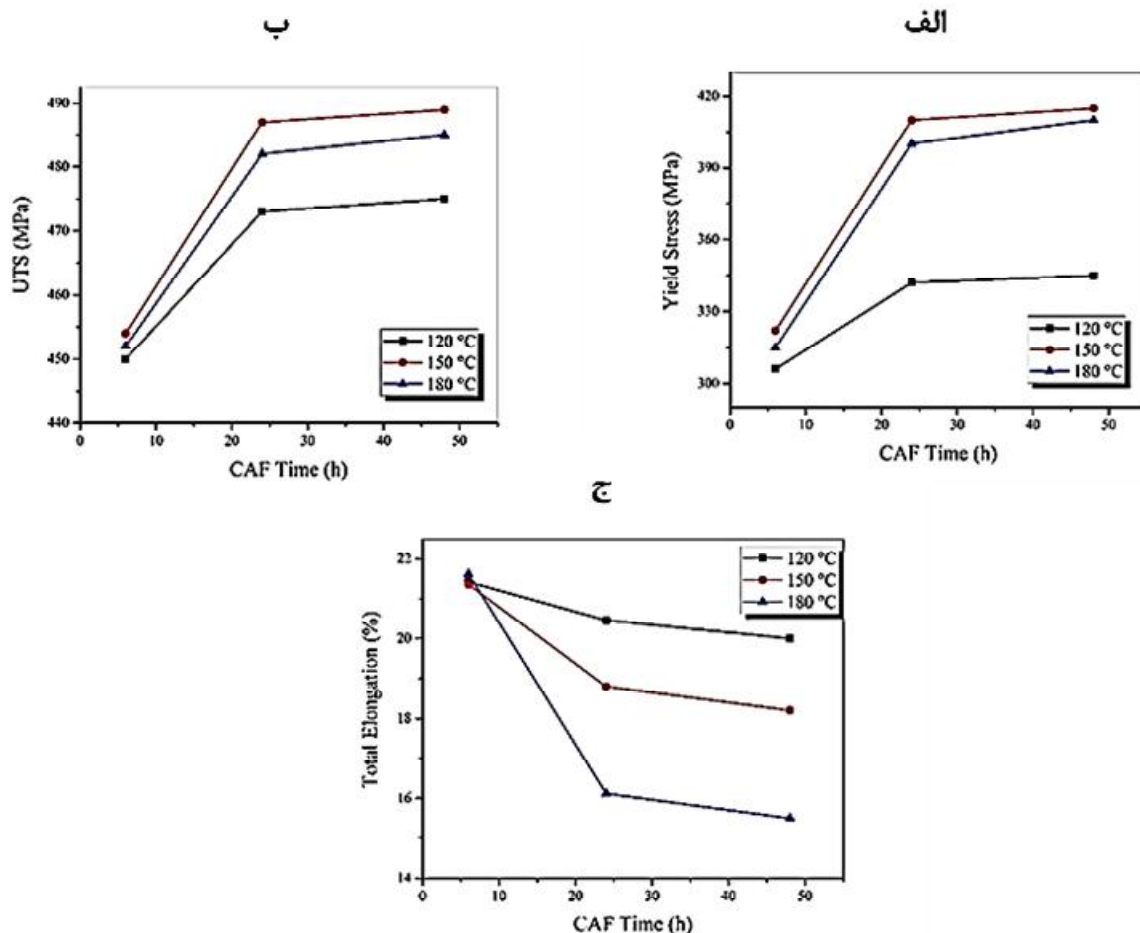 الف
420
390
360
330
300
Yield Stress (MPa)
120 °C
150 °C
180 °C
0 10 20 30 40 50
CAF Time (h)
ب
490
480
470
460
450
440
UTS (MPa)
120 °C
150 °C
180 °C
0 10 20 30 40 50
CAF Time (h)
ج
22
20
18
16
14
Total Elongation (%)
120 °C
150 °C
180 °C
0 10 20 30 40 50
CAF Time (h)